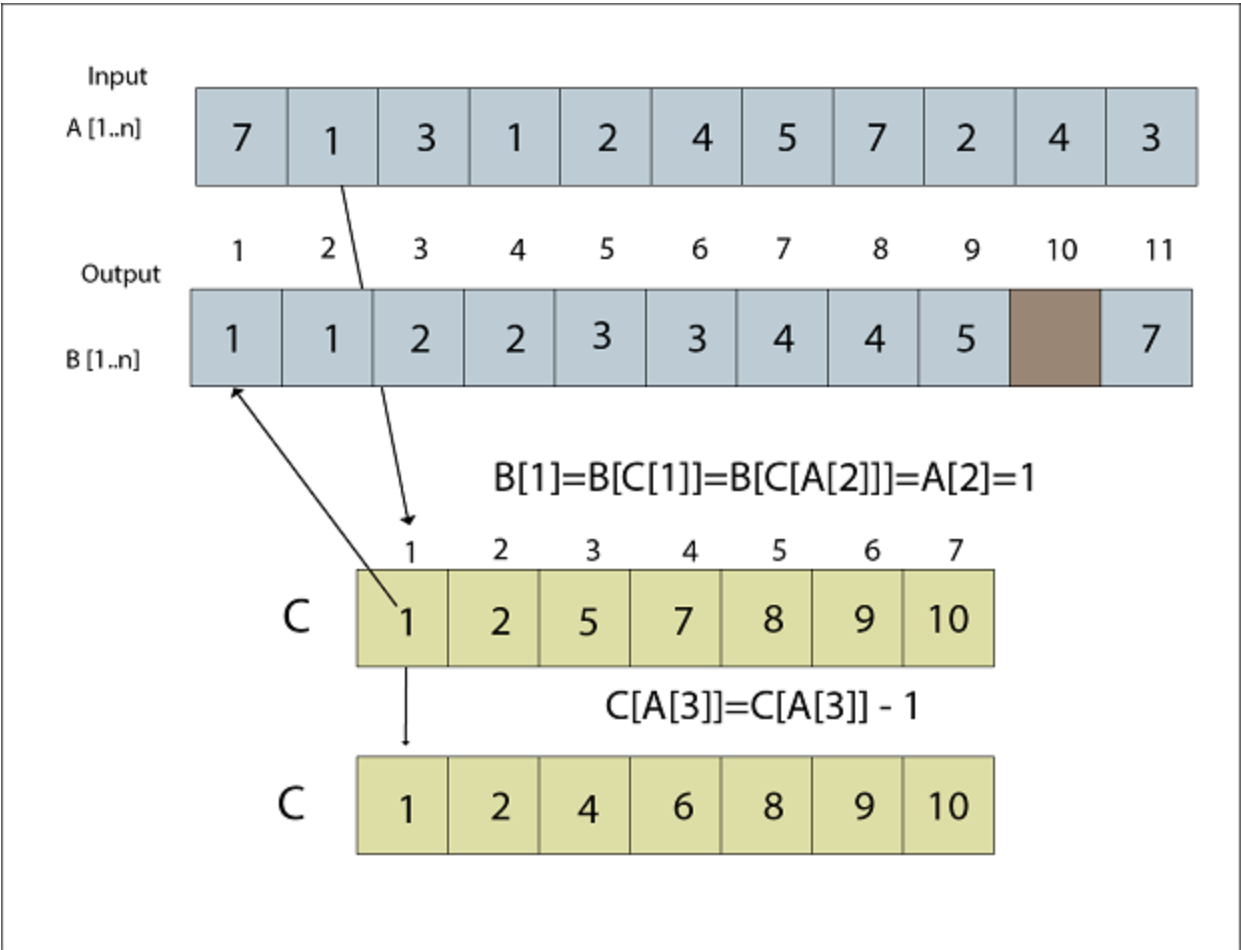 Input
A [1..n]
7 1 3 1 2 4 5 7 2 4 3
1 2 3 4 5 6 7 8 9 10 11
Output
B [1..n]
1 1 2 2 3 3 4 4 5 7
B[1]=B[C[1]]=B[C[A[2]]]=A[2]=1
1 2 3 4 5 6 7
C 1 2 5 7 8 9 10
C[A[3]]=C[A[3]] - 1
C 1 2 4 6 8 9 10